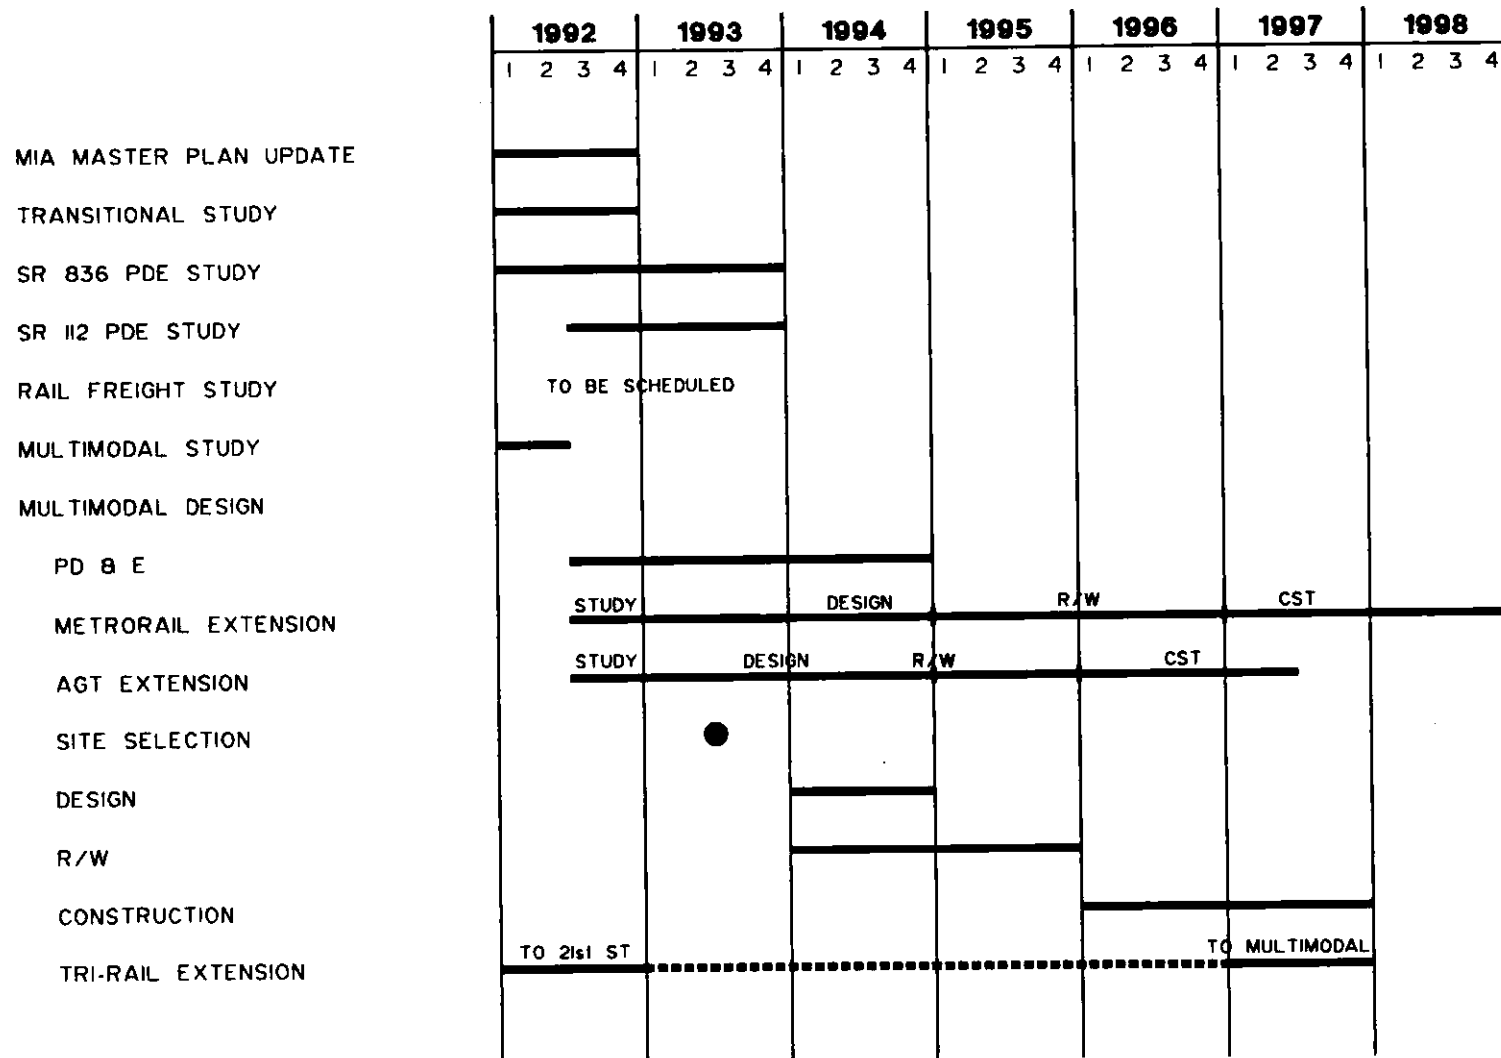 1992 1993 1994 1995 1996 1997 1998
1 2 3 4 1 2 3 4 1 2 3 4 1 2 3 4 1 2 3 4 1 2 3 4 1 2 3 4
MIA MASTER PLAN UPDATE
TRANSITIONAL STUDY
SR 836 PDE STUDY
SR 112 PDE STUDY
RAIL FREIGHT STUDY TO BE SCHEDULED
MULTIMODAL STUDY
MULTIMODAL DESIGN
PD & E
STUDY DESIGN R/W CST
METRORAIL EXTENSION
STUDY DESIGN R/W CST
AGT EXTENSION
SITE SELECTION
DESIGN
R/W
CONSTRUCTION
TO 21st ST TO MULTIMODAL
TRI-RAIL EXTENSION